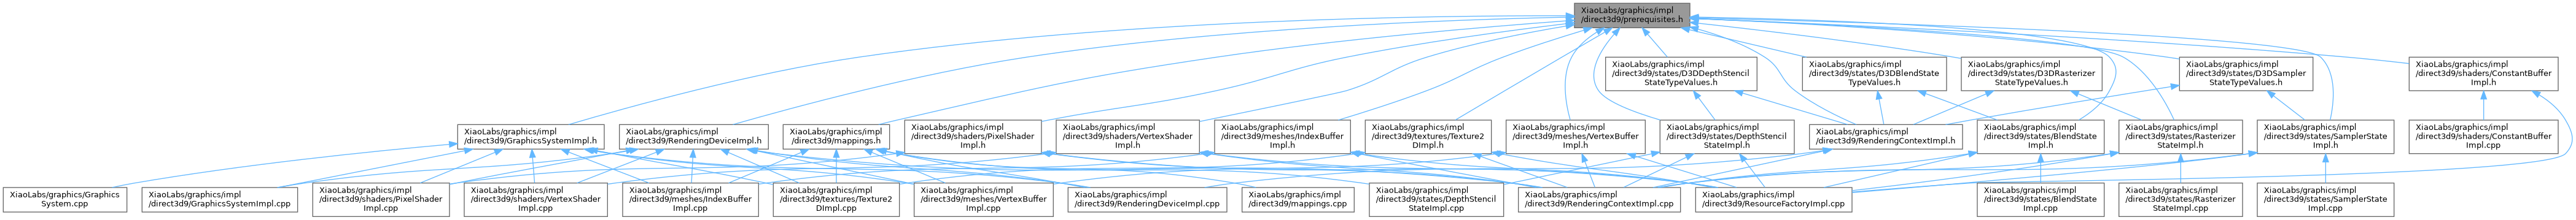 XiaoLabs/graphics/impl
/direct3d9/prerequisites.h
XiaoLabs/graphics/impl
/direct3d9/states/D3DDepthStencil
StateTypeValues.h
XiaoLabs/graphics/impl
/direct3d9/states/D3DBlendState
TypeValues.h
XiaoLabs/graphics/impl
/direct3d9/states/D3DRasterizer
StateTypeValues.h
XiaoLabs/graphics/impl
/direct3d9/states/D3DSampler
StateTypeValues.h
XiaoLabs/graphics/impl
/direct3d9/shaders/ConstantBuffer
Impl.h
XiaoLabs/graphics/impl
/direct3d9/GraphicsSystemImpl.h
XiaoLabs/graphics/impl
/direct3d9/RenderingDeviceImpl.h
XiaoLabs/graphics/impl
/direct3d9/mappings.h
XiaoLabs/graphics/impl
/direct3d9/shaders/PixelShader
Impl.h
XiaoLabs/graphics/impl
/direct3d9/shaders/VertexShader
Impl.h
XiaoLabs/graphics/impl
/direct3d9/meshes/IndexBuffer
Impl.h
XiaoLabs/graphics/impl
/direct3d9/textures/Texture2
DImpl.h
XiaoLabs/graphics/impl
/direct3d9/meshes/VertexBuffer
Impl.h
XiaoLabs/graphics/impl
/direct3d9/states/DepthStencil
StateImpl.h
XiaoLabs/graphics/impl
/direct3d9/RenderingContextImpl.h
XiaoLabs/graphics/impl
/direct3d9/states/BlendState
Impl.h
XiaoLabs/graphics/impl
/direct3d9/states/Rasterizer
StateImpl.h
XiaoLabs/graphics/impl
/direct3d9/states/SamplerState
Impl.h
XiaoLabs/graphics/impl
/direct3d9/shaders/ConstantBuffer
Impl.cpp
XiaoLabs/graphics/Graphics
System.cpp
XiaoLabs/graphics/impl
/direct3d9/GraphicsSystemImpl.cpp
XiaoLabs/graphics/impl
/direct3d9/shaders/PixelShader
Impl.cpp
XiaoLabs/graphics/impl
/direct3d9/shaders/VertexShader
Impl.cpp
XiaoLabs/graphics/impl
/direct3d9/meshes/IndexBuffer
Impl.cpp
XiaoLabs/graphics/impl
/direct3d9/textures/Texture2
DImpl.cpp
XiaoLabs/graphics/impl
/direct3d9/meshes/VertexBuffer
Impl.cpp
XiaoLabs/graphics/impl
/direct3d9/RenderingDeviceImpl.cpp
XiaoLabs/graphics/impl
/direct3d9/mappings.cpp
XiaoLabs/graphics/impl
/direct3d9/states/DepthStencil
StateImpl.cpp
XiaoLabs/graphics/impl
/direct3d9/RenderingContextImpl.cpp
XiaoLabs/graphics/impl
/direct3d9/ResourceFactoryImpl.cpp
XiaoLabs/graphics/impl
/direct3d9/states/BlendState
Impl.cpp
XiaoLabs/graphics/impl
/direct3d9/states/Rasterizer
StateImpl.cpp
XiaoLabs/graphics/impl
/direct3d9/states/SamplerState
Impl.cpp